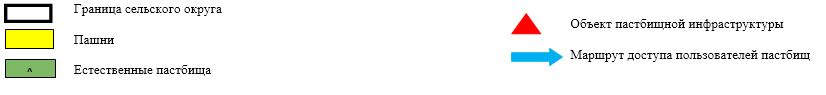 Граница сельского округа
Пашни
^ Естественные пастбища
Объект пастбищной инфраструктуры
Маршрут доступа пользователей пастбищ